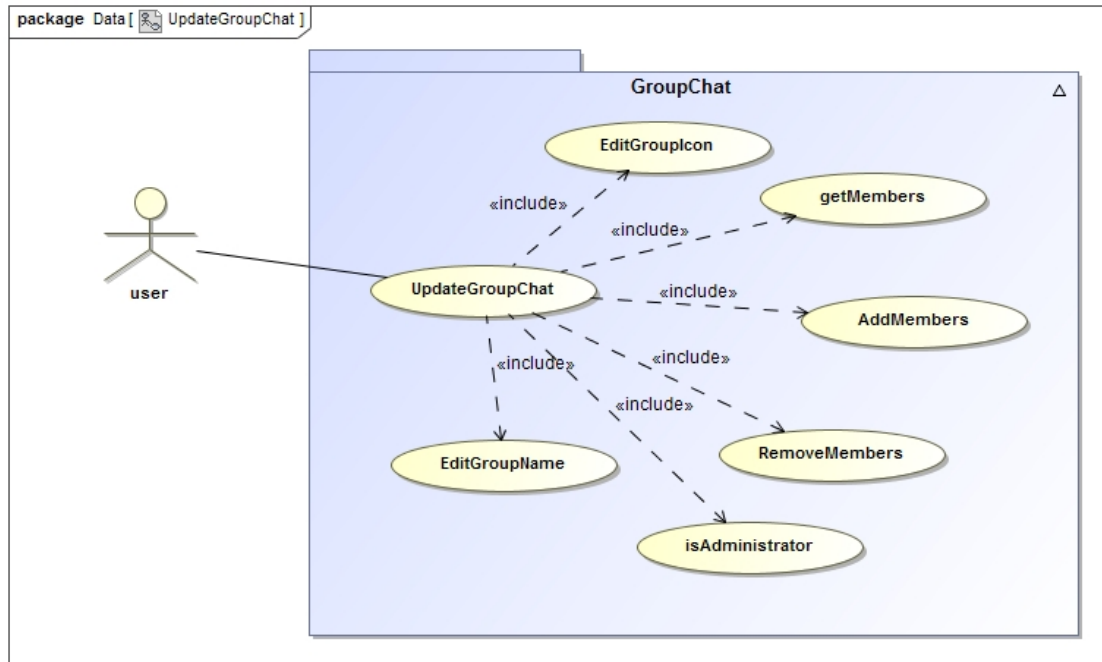 package Data [ UpdateGroupChat ]
GroupChat
EditGroupIcon
getMembers
«include»
«include»
UpdateGroupChat
«include»
AddMembers
user
«include»
«include»
«include»
EditGroupName
RemoveMembers
isAdministrator